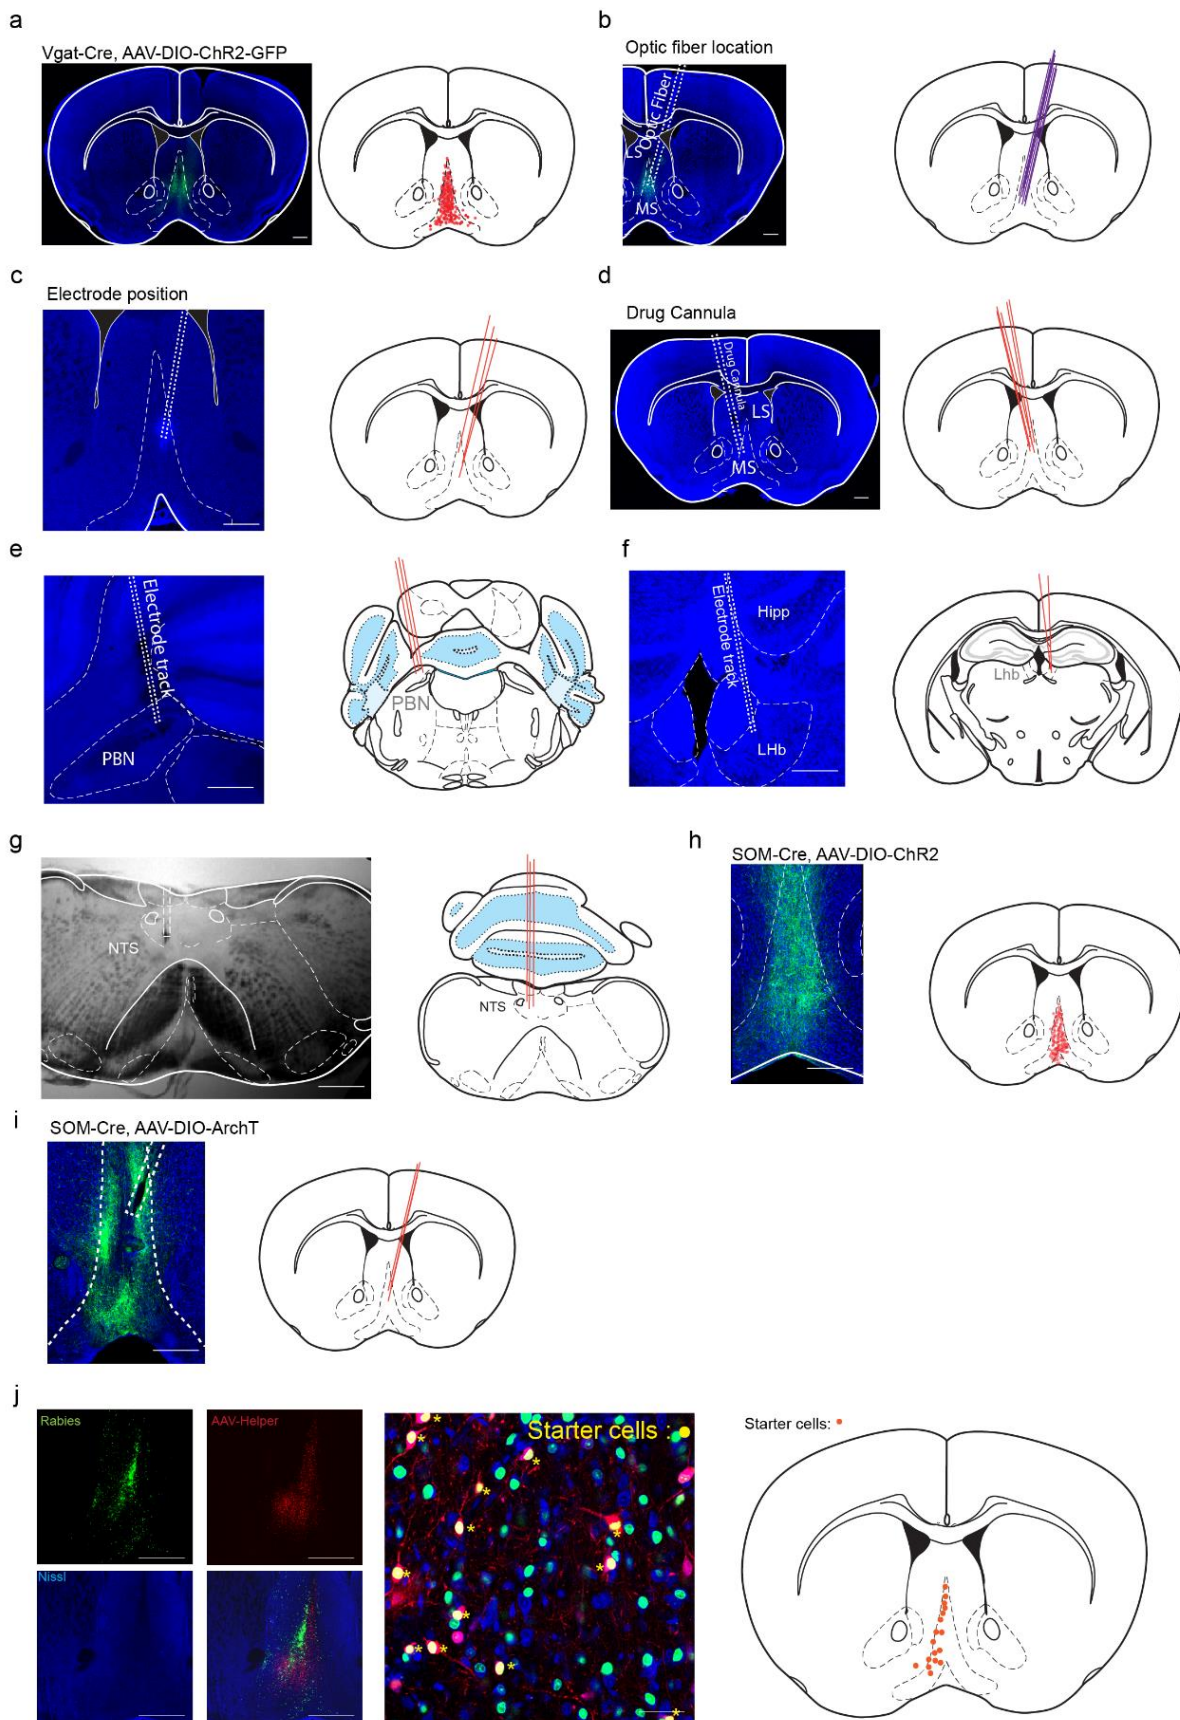 a
Vgat-Cre, AAV-DIO-ChR2-GFP
b
Optic fiber location
Optic Fiber
LS
MS
c
Electrode position
d
Drug Cannula
Drug Cannula
LS
MS
e
Electrode track
PBN
PBN
f
Electrode track
Hipp
LHb
Lhb
g
NTS
NTS
h
SOM-Cre, AAV-DIO-ChR2
i
SOM-Cre, AAV-DIO-ArchT
j
Rabies
AAV-Helper
Nissl
Starter cells :
Starter cells: